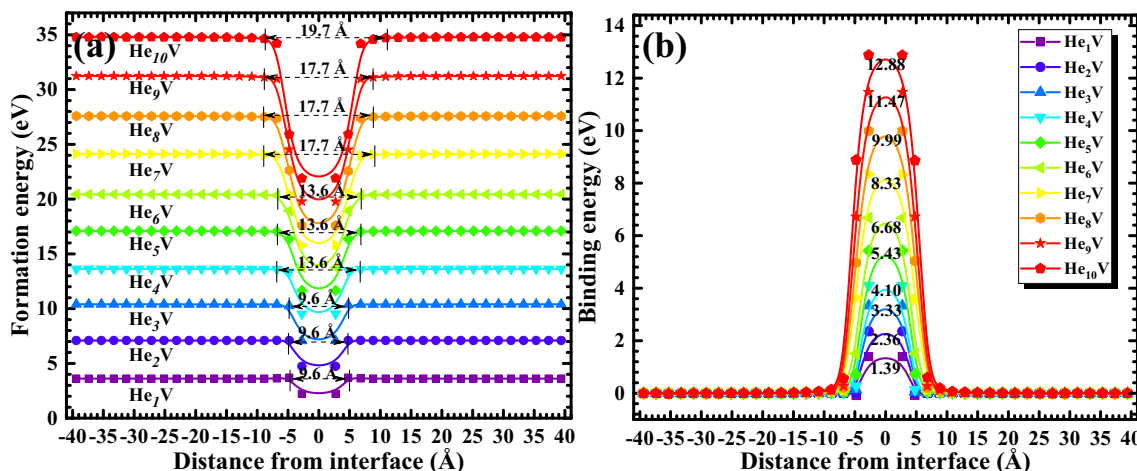 (a)
Formation energy (eV)
35
30
25
20
15
10
5
0
He10V
He9V
He8V
He7V
He6V
He5V
He4V
He3V
He2V
He1V
19.7 Å
17.7 Å
17.7 Å
17.7 Å
13.6 Å
13.6 Å
13.6 Å
9.6 Å
9.6 Å
9.6 Å
-40 -35 -30 -25 -20 -15 -10 -5 0 5 10 15 20 25 30 35 40
Distance from interface (Å)
(b)
Binding energy (eV)
14
12
10
8
6
4
2
0
12.88
11.47
9.99
8.33
6.68
5.43
4.10
3.33
2.36
1.39
He1V
He2V
He3V
He4V
He5V
He6V
He7V
He8V
He9V
He10V
-40 -35 -30 -25 -20 -15 -10 -5 0 5 10 15 20 25 30 35 40
Distance from interface (Å)